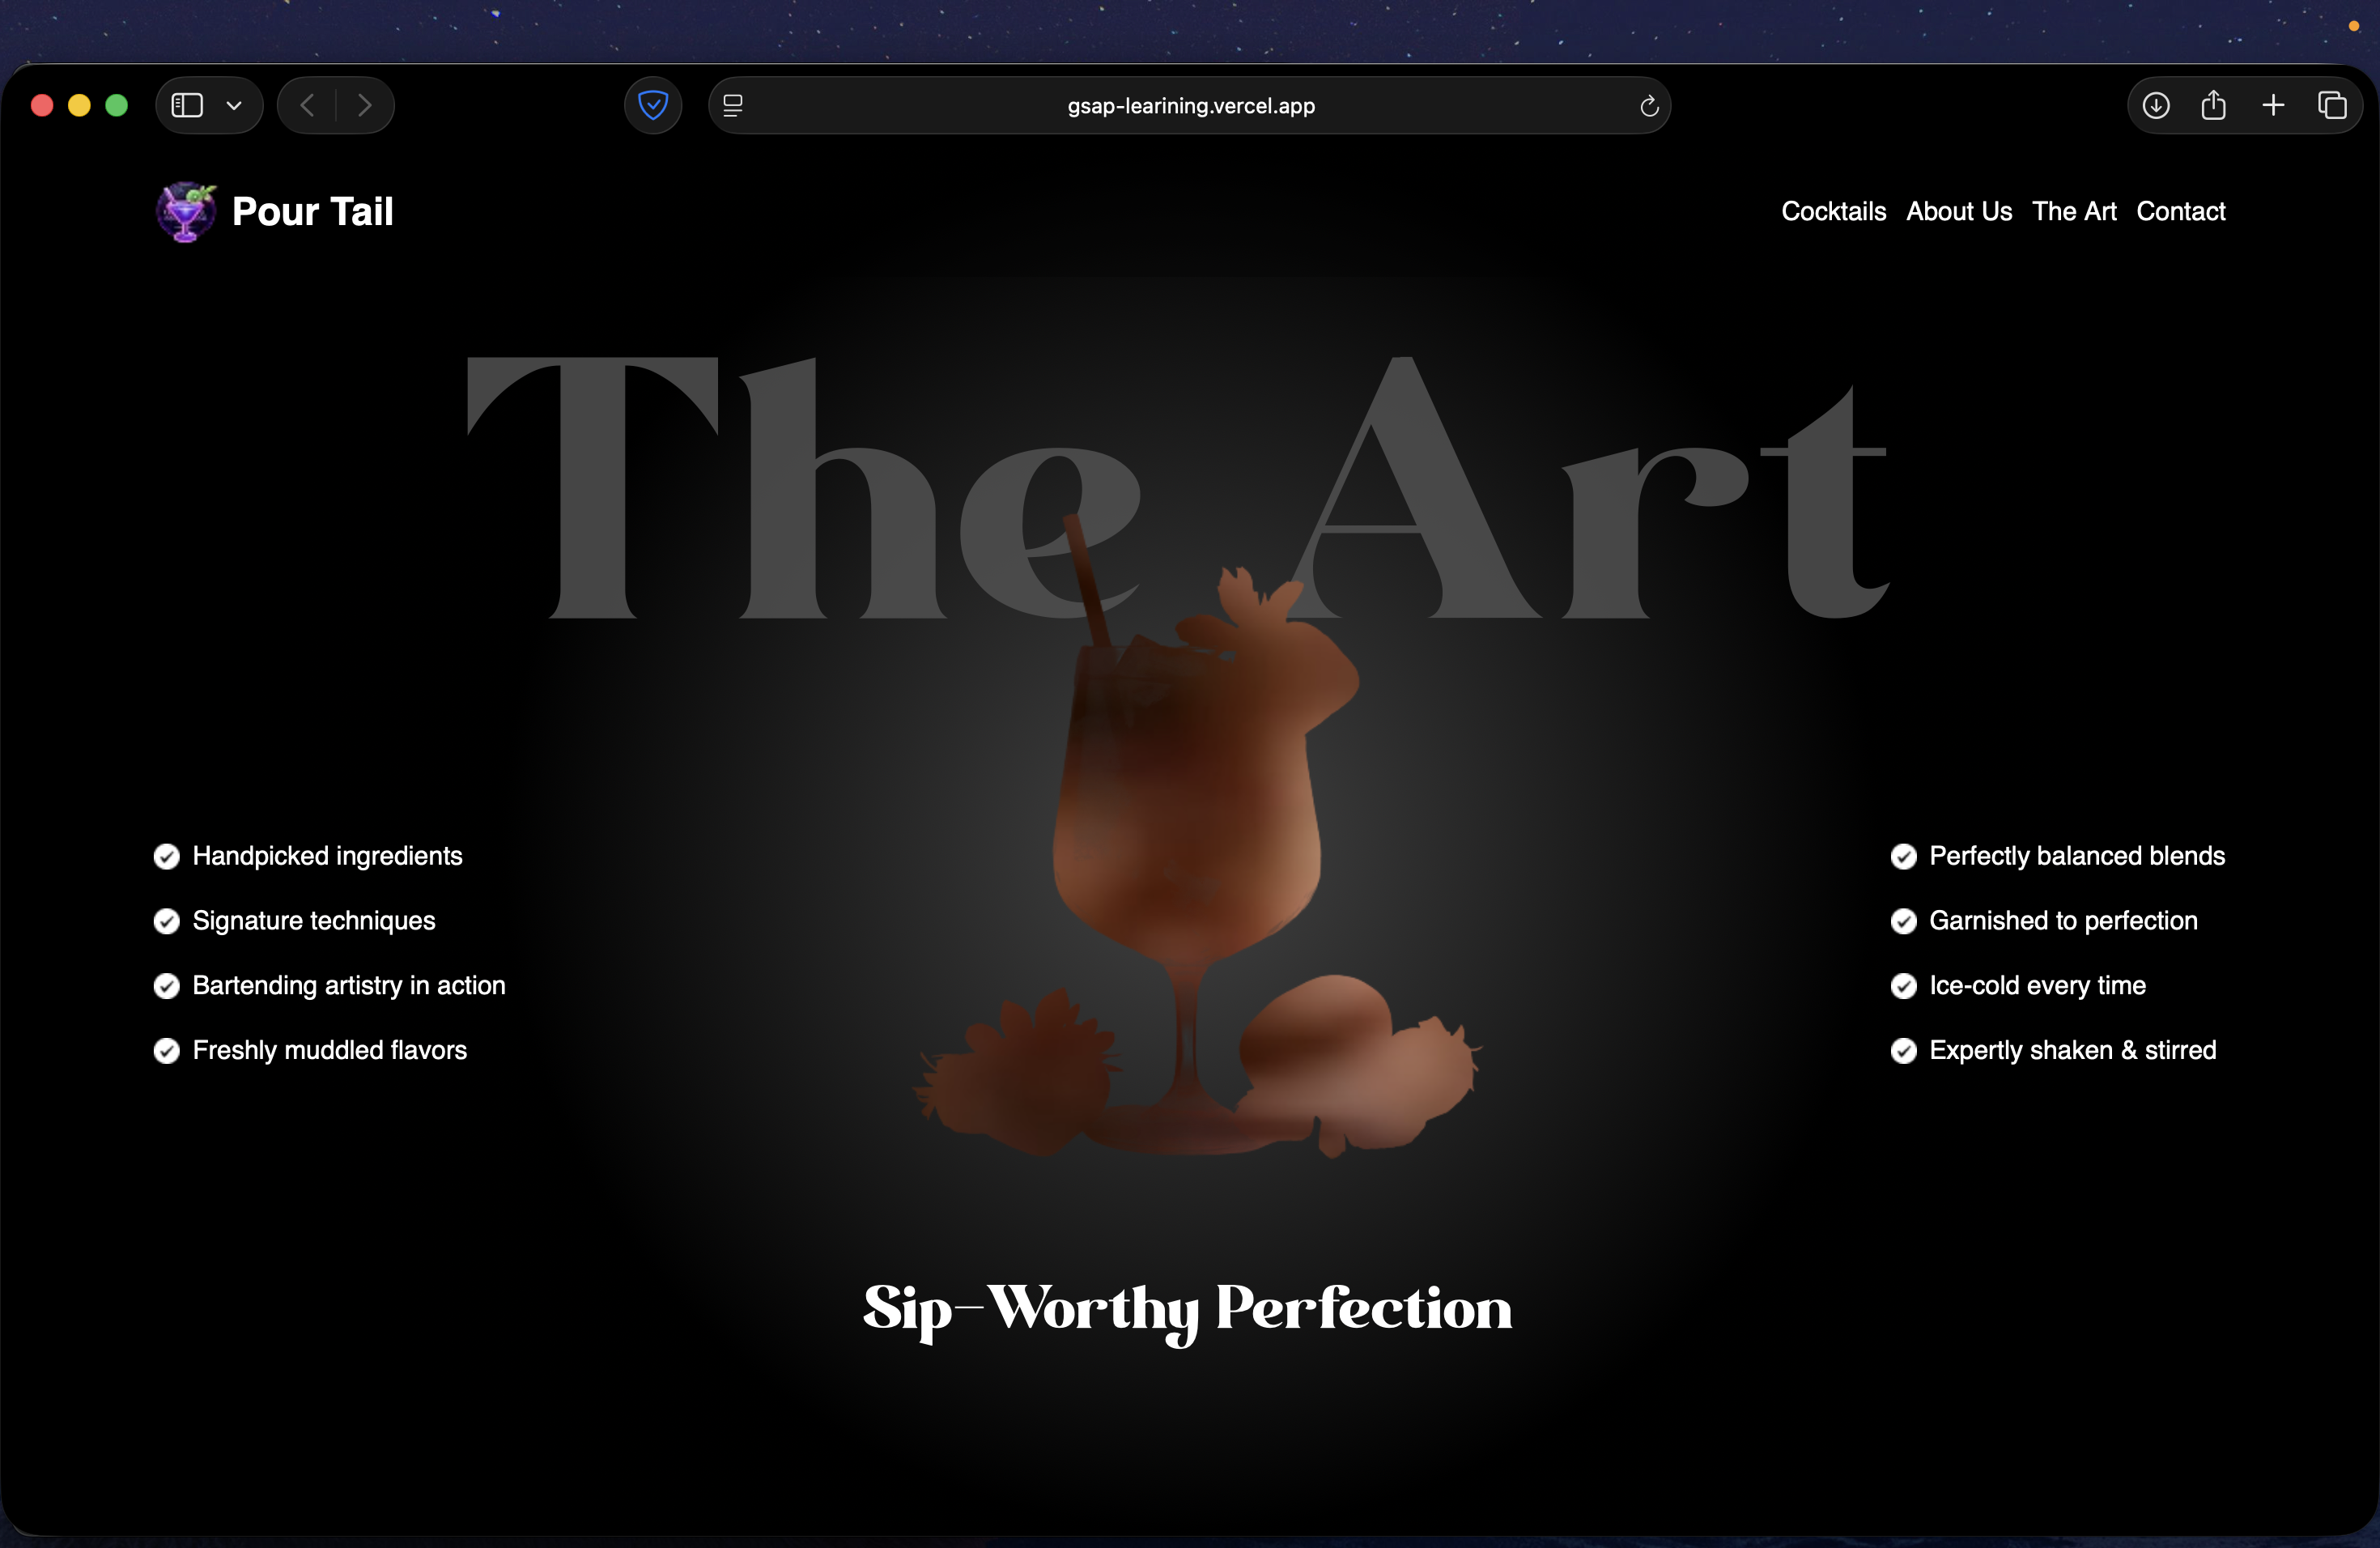 gsap-learining.vercel.app
Pour Tail
Cocktails About Us The Art Contact
The Art
Handpicked ingredients
Signature techniques
Bartending artistry in action
Freshly muddled flavors
Perfectly balanced blends
Garnished to perfection
Ice-cold every time
Expertly shaken & stirred
Sip-Worthy Perfection